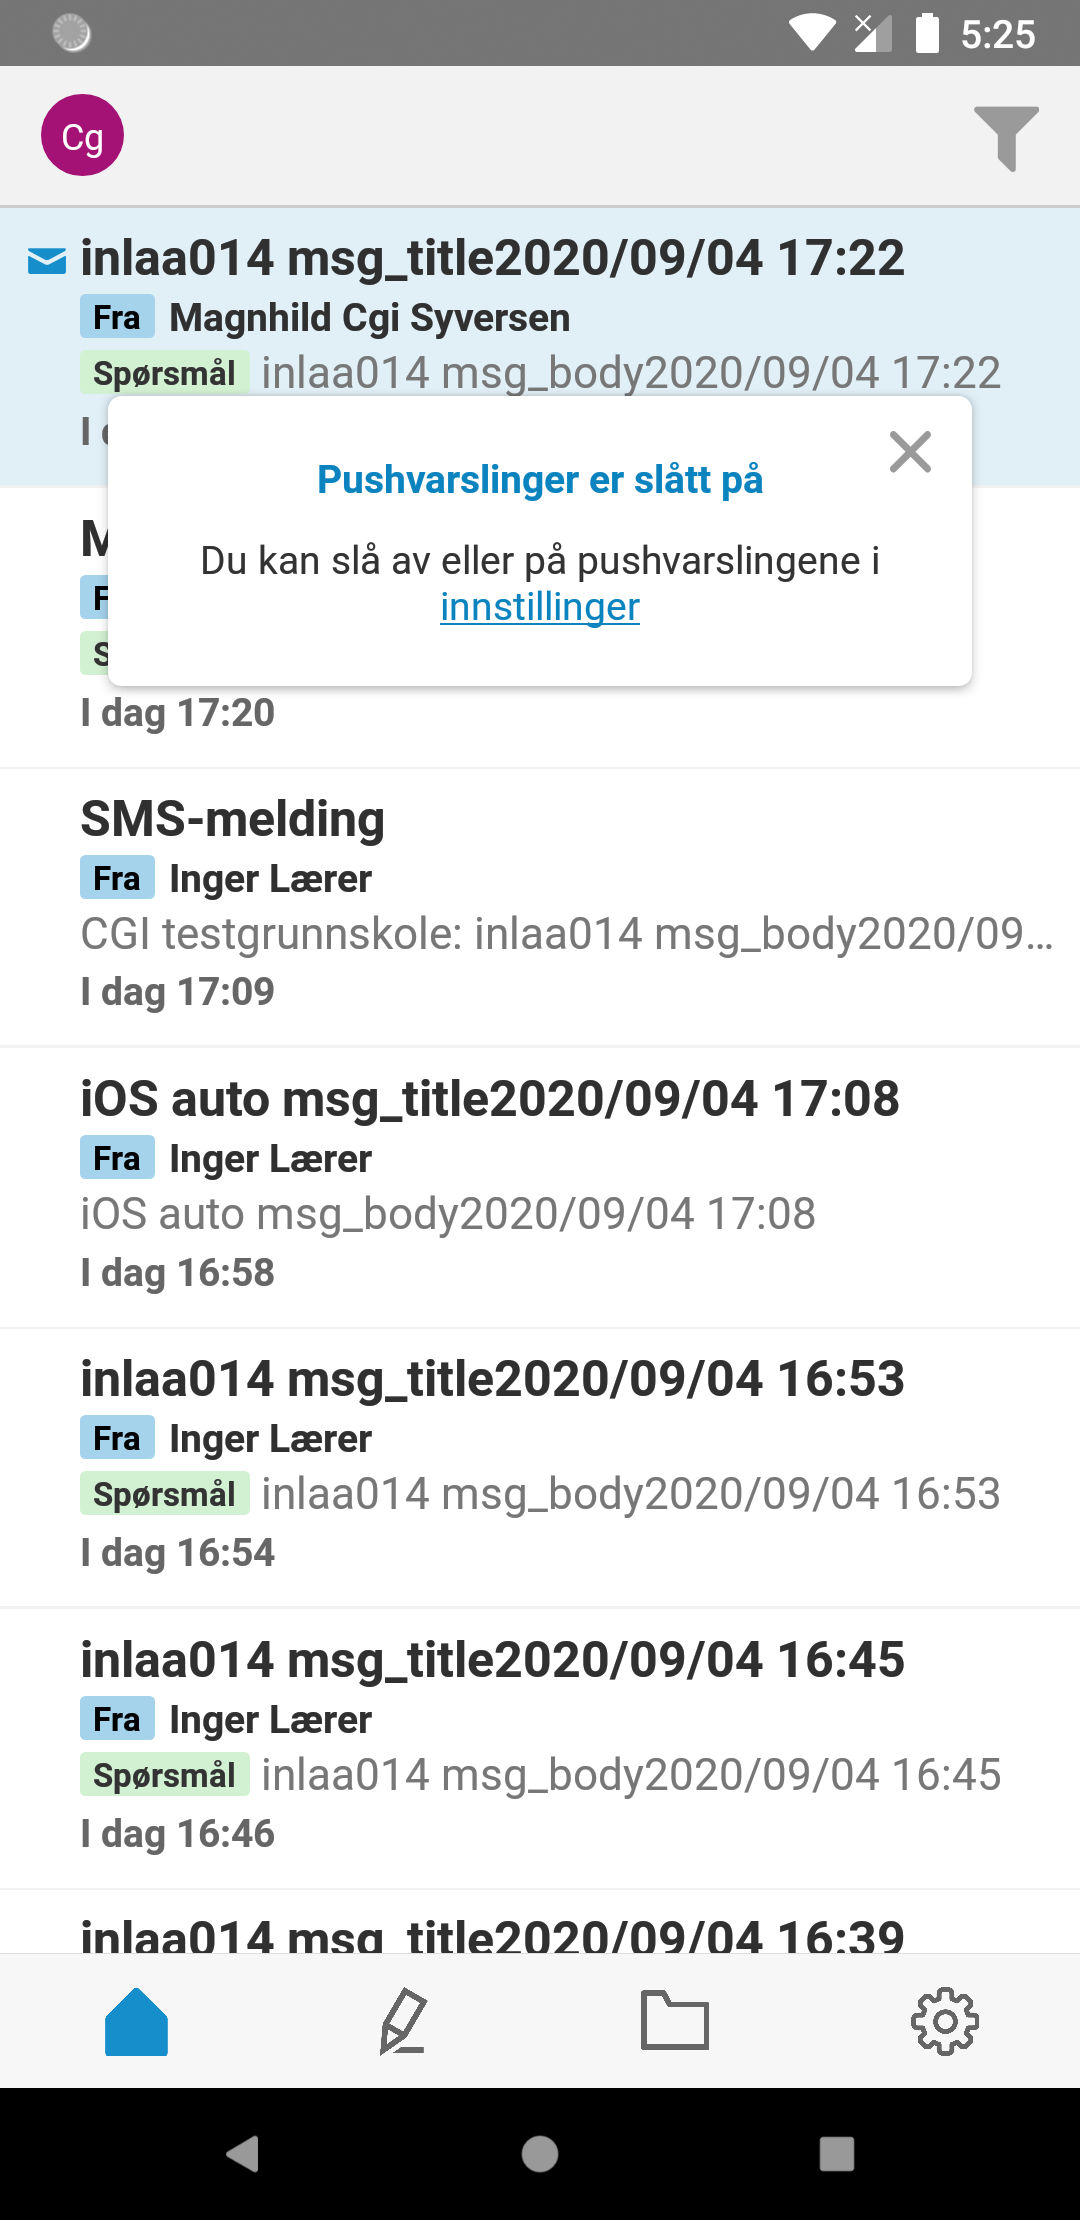 5:25
Cg
inlaa014 msg_title2020/09/04 17:22
Fra Magnhild Cgi Syversen
Spørsmål inlaa014 msg_body2020/09/04 17:22
I
Pushvarslinger er slått på
Du kan slå av eller på pushvarslingene i
innstillinger
M
F
S
I dag 17:20
SMS-melding
Fra Inger Lærer
CGI testgrunnskole: inlaa014 msg_body2020/09...
I dag 17:09
iOS auto msg_title2020/09/04 17:08
Fra Inger Lærer
iOS auto msg_body2020/09/04 17:08
I dag 16:58
inlaa014 msg_title2020/09/04 16:53
Fra Inger Lærer
Spørsmål inlaa014 msg_body2020/09/04 16:53
I dag 16:54
inlaa014 msg_title2020/09/04 16:45
Fra Inger Lærer
Spørsmål inlaa014 msg_body2020/09/04 16:45
I dag 16:46
inlaa014 msg_title2020/09/04 16:39